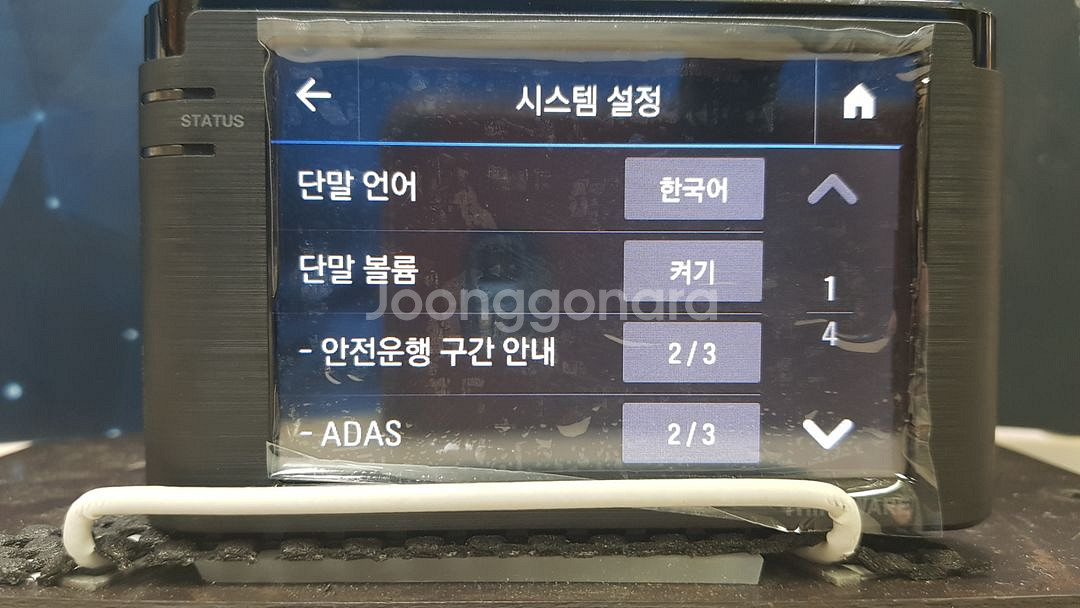 STATUS
시스템 설정
단말 언어 한국어
단말 볼륨 켜기
1
4
Joonggonara
- 안전운행 구간 안내 2/3
- ADAS 2/3